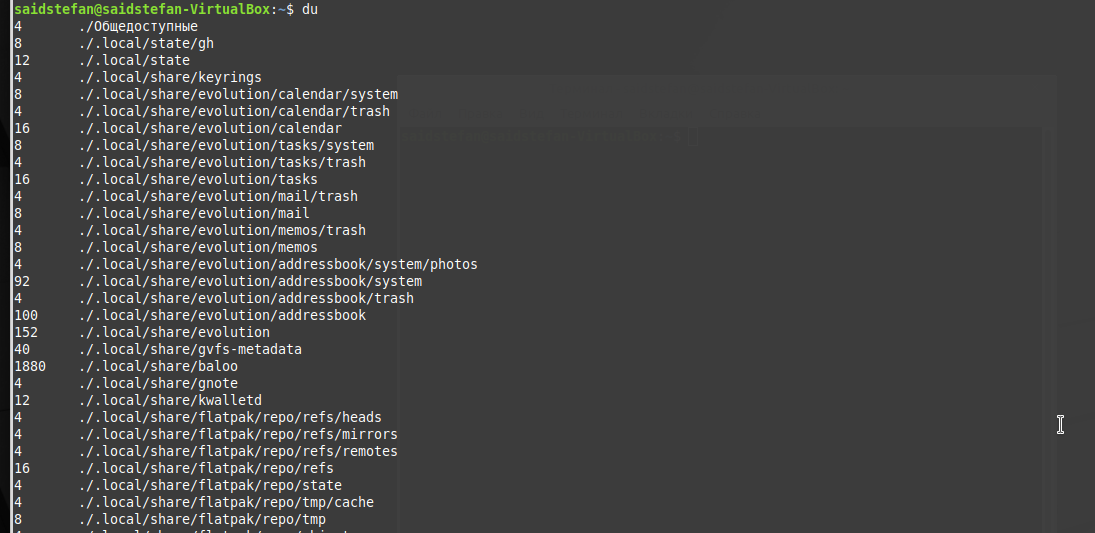 saidstefan@saidstefan-VirtualBox:~$ du
4 ./Общедоступные
8 ./.local/state/gh
12 ./.local/state
4 ./.local/share/keyrings
8 ./.local/share/evolution/calendar/system
4 ./.local/share/evolution/calendar/trash
16 ./.local/share/evolution/calendar
8 ./.local/share/evolution/tasks/system
4 ./.local/share/evolution/tasks/trash
16 ./.local/share/evolution/tasks
4 ./.local/share/evolution/mail/trash
8 ./.local/share/evolution/mail
4 ./.local/share/evolution/memos/trash
8 ./.local/share/evolution/memos
4 ./.local/share/evolution/addressbook/system/photos
92 ./.local/share/evolution/addressbook/system
4 ./.local/share/evolution/addressbook/trash
100 ./.local/share/evolution/addressbook
152 ./.local/share/evolution
40 ./.local/share/gvfs-metadata
1880 ./.local/share/baloo
4 ./.local/share/gnote
12 ./.local/share/kwalletd
4 ./.local/share/flatpak/repo/refs/heads
4 ./.local/share/flatpak/repo/refs/mirrors
4 ./.local/share/flatpak/repo/refs/remotes
16 ./.local/share/flatpak/repo/refs
4 ./.local/share/flatpak/repo/state
4 ./.local/share/flatpak/repo/tmp/cache
8 ./.local/share/flatpak/repo/tmp